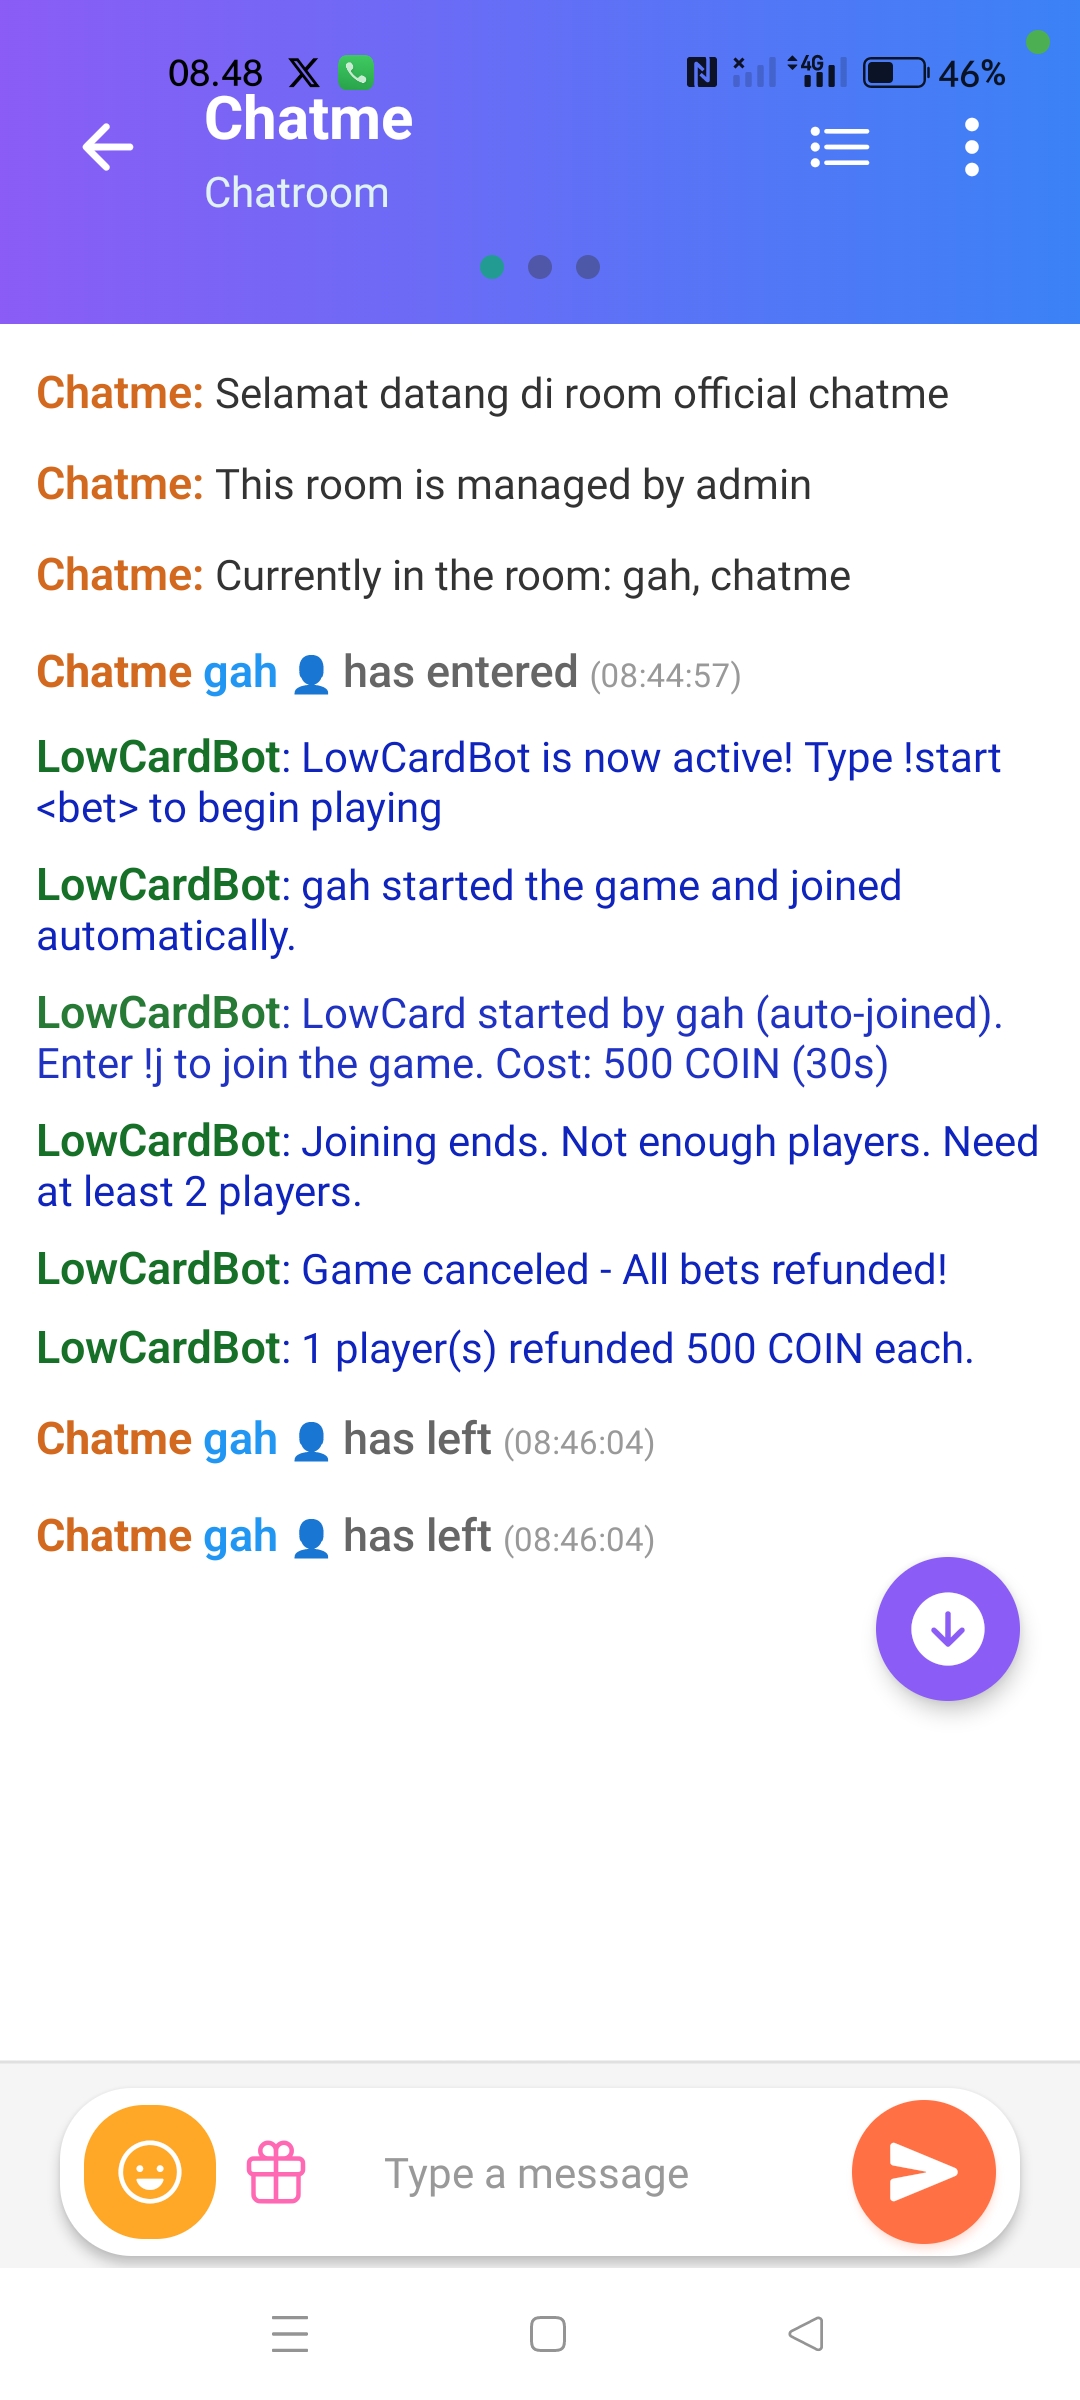 08.48
4G
46%
Chatme
Chatroom
Chatme: Selamat datang di room official chatme
Chatme: This room is managed by admin
Chatme: Currently in the room: gah, chatme
Chatme gah 👤 has entered (08:44:57)
LowCardBot: LowCardBot is now active! Type !start
<bet> to begin playing
LowCardBot: gah started the game and joined
automatically.
LowCardBot: LowCard started by gah (auto-joined).
Enter !j to join the game. Cost: 500 COIN (30s)
LowCardBot: Joining ends. Not enough players. Need
at least 2 players.
LowCardBot: Game canceled - All bets refunded!
LowCardBot: 1 player(s) refunded 500 COIN each.
Chatme gah 👤 has left (08:46:04)
Chatme gah 👤 has left (08:46:04)
Type a message